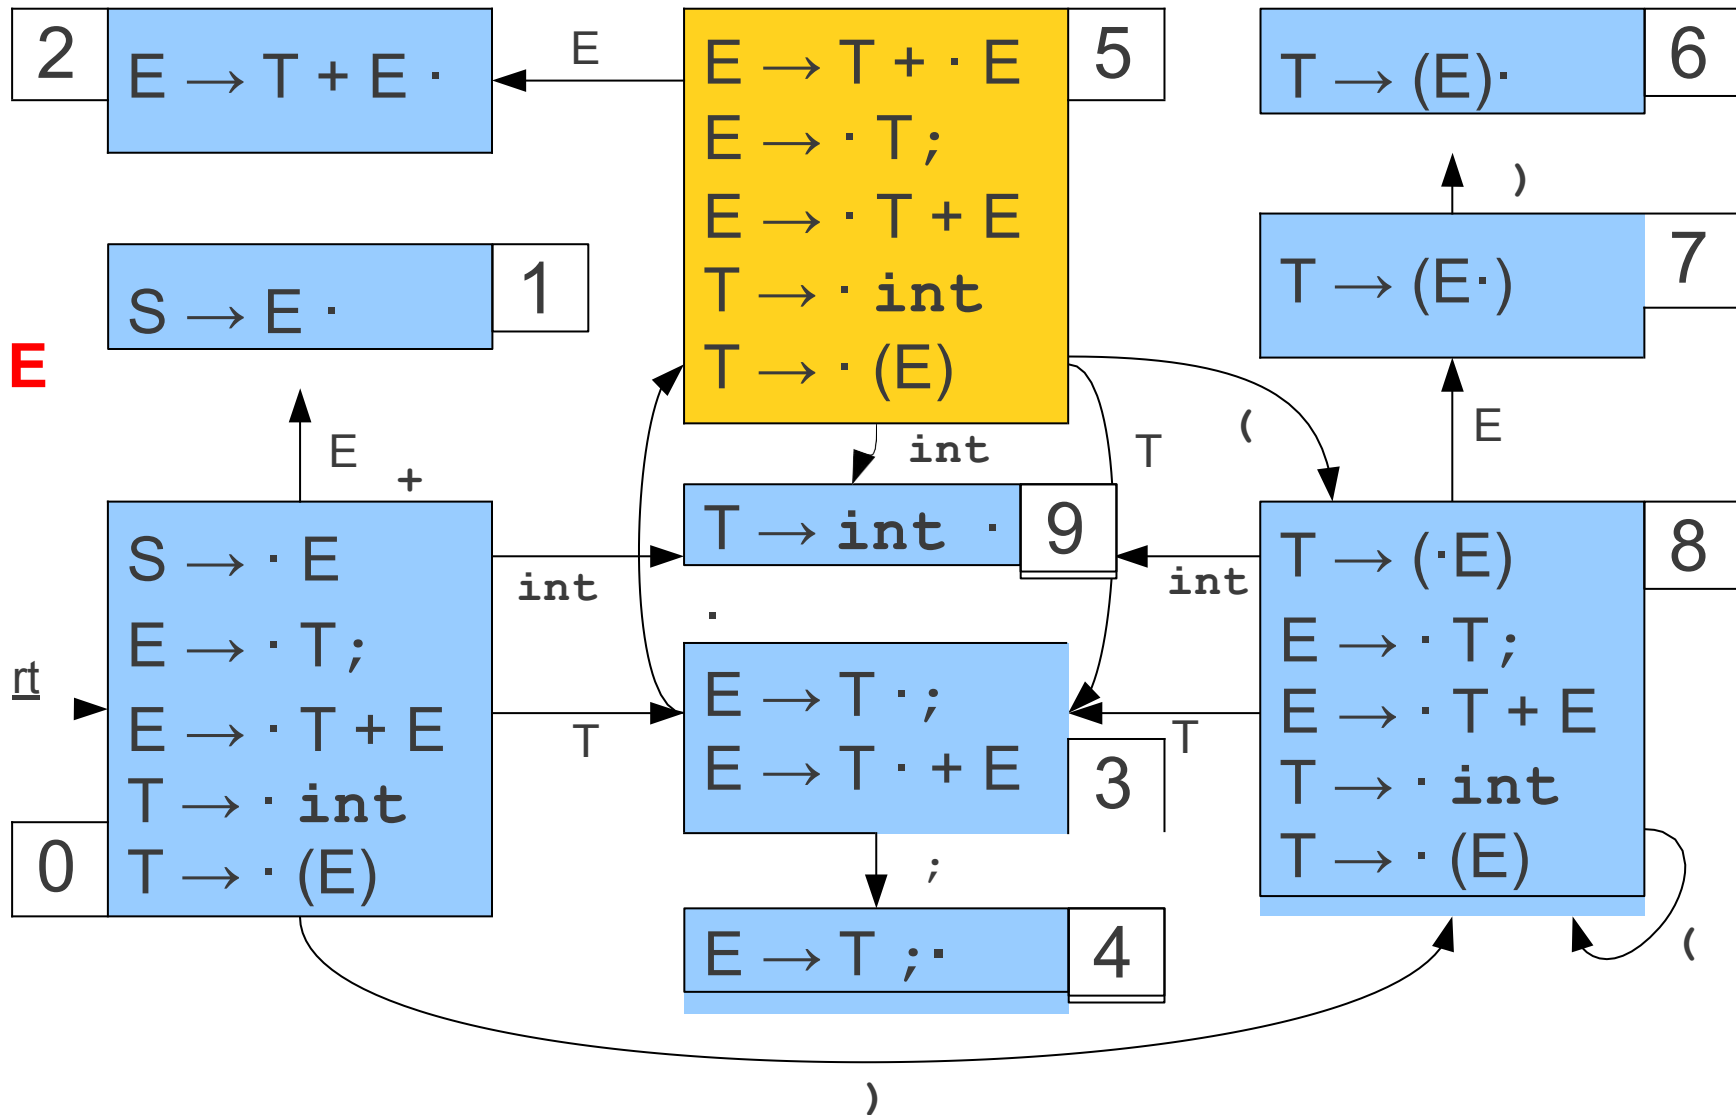 2
E → T + E ·
E
E → T + · E
E → · T ;
E → · T + E
T → · int
T → · (E)
5
T → (E)·
6
)
S → E ·
1
T → (E·)
7
E
E
+
int
T
(
E
S → · E
E → · T ;
E → · T + E
T → · int
T → · (E)
0
rt
int
T
T → int ·
9
·
E → T · ;
E → T · + E
3
;
E → T ; ·
4
int
T
T → (·E)
E → · T ;
E → · T + E
T → · int
T → · (E)
8
(
)